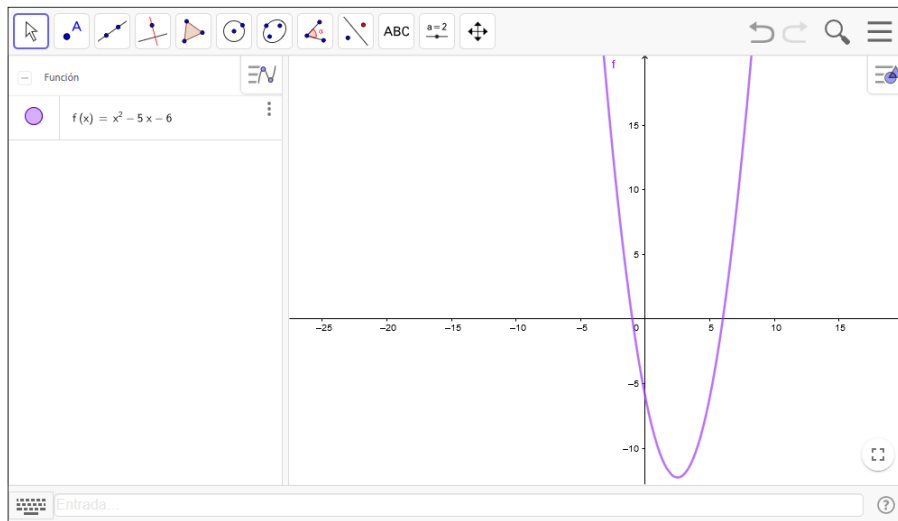 A
α
ABC
a=2
Función
f (x) = x² − 5 x − 6
f
15
10
5
−25 −20 −15 −10 −5 0 5 10 15
−5
−10
Entrada...
?